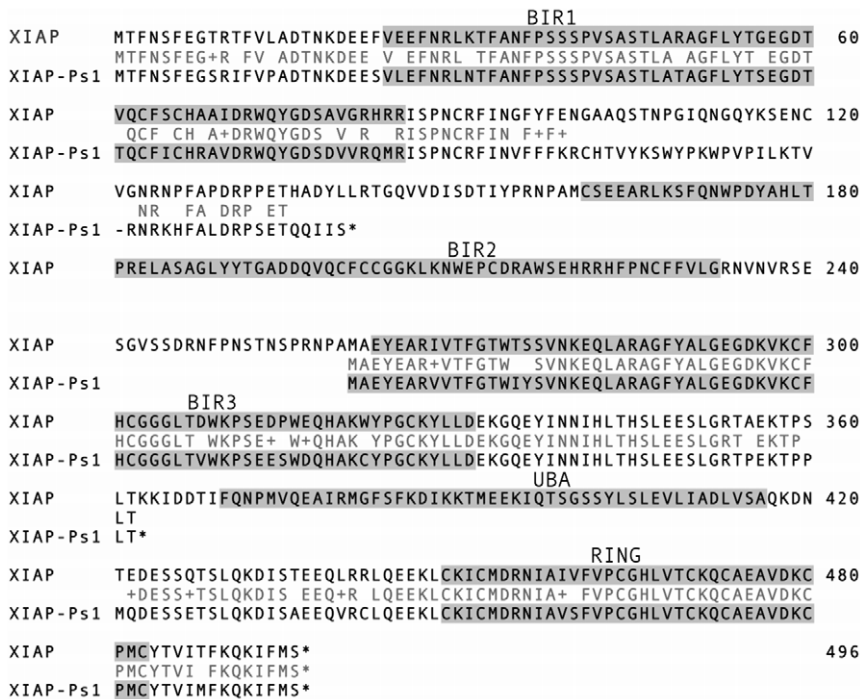 BIR1
XIAP MTFNSFEGTRTFVLADTNKDEEFVEEFNRLKTFANFPSSSPVSASTLARAGFLYTGEGDT 60
MTFNSFEG+R FV ADTNKDEE V EFNRL TFANFPSSSPVSASTLA AGFLYT EGDT
XIAP-Ps1 MTFNSFEGSRIFVPADTNKDEESVLEFNRLNTFANFPSSSPVSASTLATAGFLYTSEGDT
XIAP VQCFSCHAAIDRWQYGDSAVGRHRRISPNCRFINGFYFENGAAQSTNPGIQNGQYKSENC 120
QCF CH A+DRWQYGDS V R RISPNCRFIN F+F+
XIAP-Ps1 TQCFICHRAVDRWQYGDSDVVRQMRISPNCRFINVFFFKRCHTVYKSWYPKWPVPILKTV
XIAP VGNRNPFAPDRPPETHADYLLRTGQVVDISDTIYPRNPAMCSEEARLKSFQNWPDYAHLT 180
NR FA DRP ET
XIAP-Ps1 -RNRKHFALDRPSETQQIIS*
BIR2
XIAP PRELASAGLYYTGADDQVQCFCCGGKLKNWEPCDRAWSEHRRHFPNCFFVLGRNVNVRSE 240
XIAP SGVSSDRNFPNSTNSPRNPAMAEYEARIVTFGTWTSSVNKEQLARAGFYALGEGDKVKCF 300
MAEYEAR+VTFGTW SVNKEQLARAGFYALGEGDKVKCF
XIAP-Ps1 MAEYEARVVTFGTWIYSVNKEQLARAGFYALGEGDKVKCF
BIR3
XIAP HCGGGLTDWKPSEDPWEQHAKWYPGCKYLLDEKGQEYINNIHLTHSLEESLGRTAEKTPS 360
HCGGGLT WKPSE+ W+QHAK YPGCKYLLDEKGQEYINNIHLTHSLEESLGRT EKTP
XIAP-Ps1 HCGGGLTVWKPSEESWDQHAKCYPGCKYLLDEKGQEYINNIHLTHSLEESLGRTPEKTPP
UBA
XIAP LTKKIDDTIFQNPMVQEAIRMGFSFKDIKKTMEEKIQTSGSSYLSLEVLIADLVSAQKDN 420
LT
XIAP-Ps1 LT*
RING
XIAP TEDESSQTSLQKDISTEEQLRRLQEEKLCKICMDRNIAIVFVPCGHLVTCKQCAEAVDKC 480
+DESS+TSLQKDIS EEQ+R LQEEKLCKICMDRNIA+ FVPCGHLVTCKQCAEAVDKC
XIAP-Ps1 MQDESSETSLQKDISAEEQVRCLQEEKLCKICMDRNIAVSFVPCGHLVTCKQCAEAVDKC
XIAP PMCYTVITFKQKIFMS* 496
PMCYTVI FKQKIFMS*
XIAP-Ps1 PMCYTVIMFKQKIFMS*